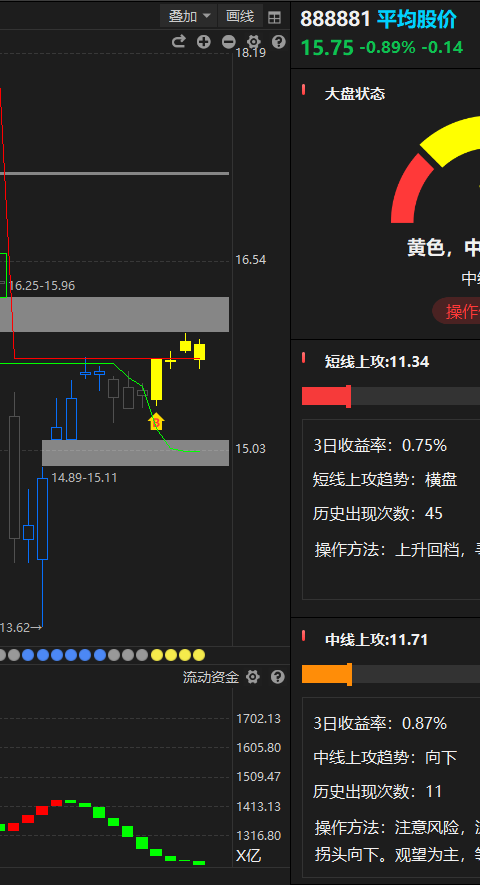 叠加 画线
18.19
16.54
16.25-15.96
B
15.03
14.89-15.11
13.62→
流动资金
1702.13
1605.80
1509.47
1413.13
1316.80
X亿
888881 平均股价
15.75 -0.89% -0.14
大盘状态
黄色，中
中
操作
短线上攻:11.34
3日收益率: 0.75%
短线上攻趋势: 横盘
历史出现次数: 45
操作方法: 上升回档，
中线上攻:11.71
3日收益率: 0.87%
中线上攻趋势: 向下
历史出现次数: 11
操作方法: 注意风险，
拐头向下。观望为主，